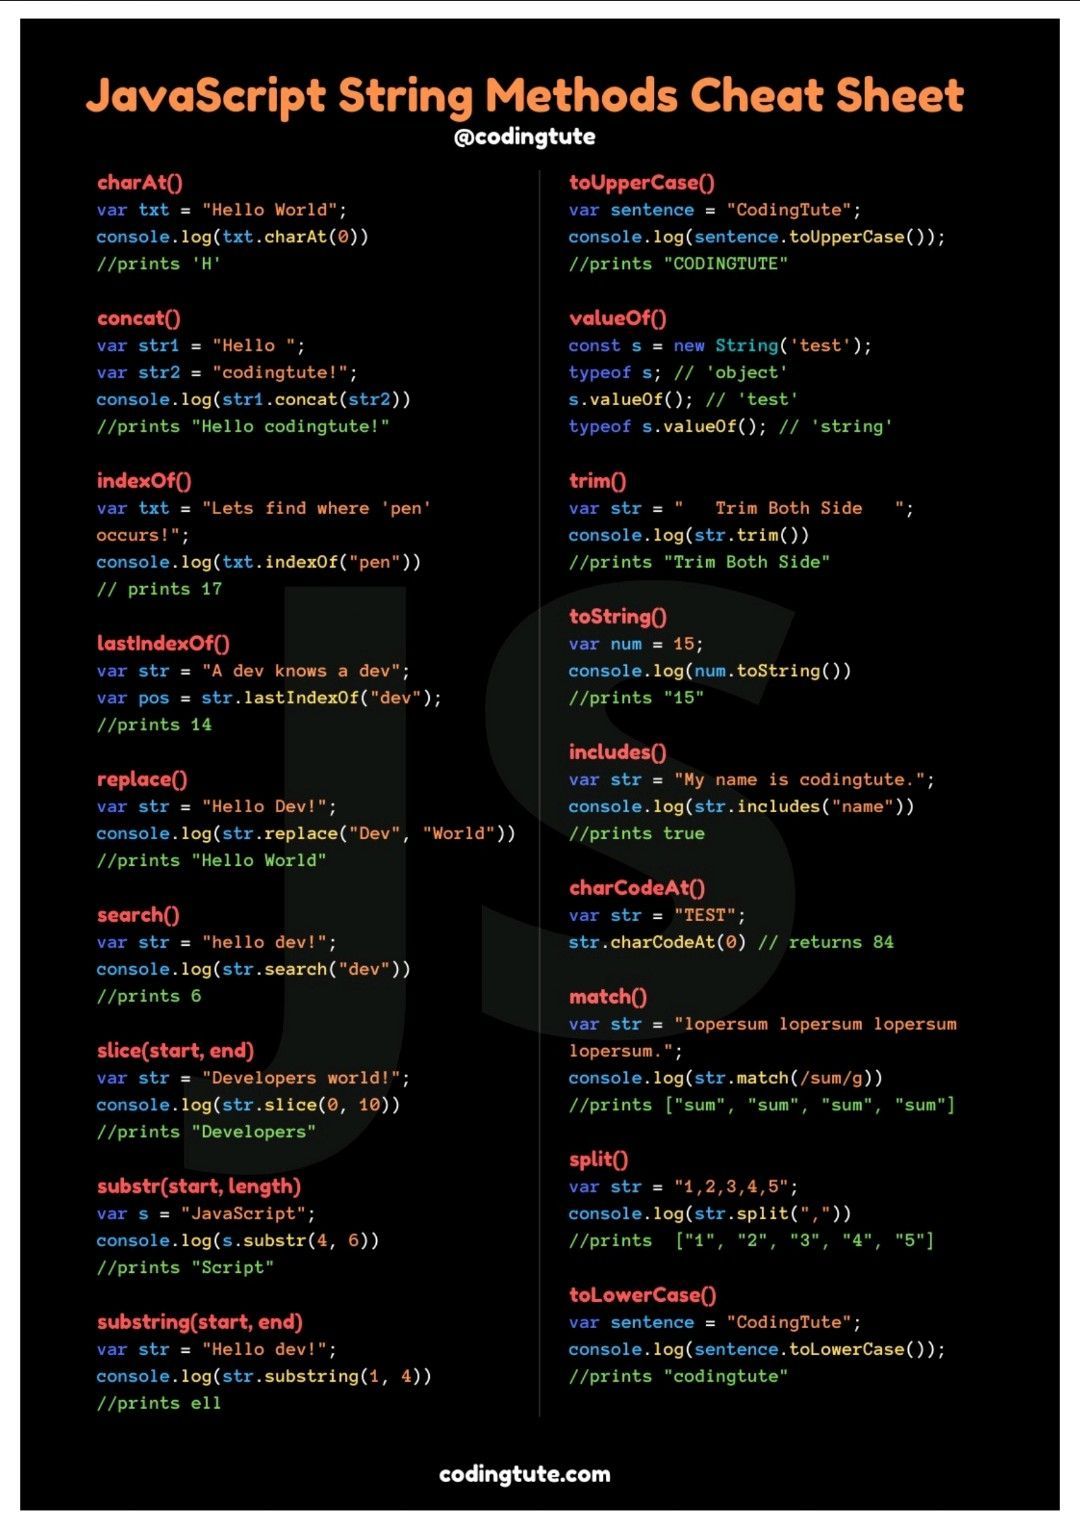 JavaScript String Methods Cheat Sheet
@codingtute
charAt()
var txt = "Hello World";
console.log(txt.charAt(0))
//prints 'H'
concat()
var str1 = "Hello ";
var str2 = "codingtute!";
console.log(str1.concat(str2))
//prints "Hello codingtute!"
indexOf()
var txt = "Lets find where 'pen'
occurs!";
console.log(txt.indexOf("pen"))
// prints 17
lastIndexOf()
var str = "A dev knows a dev";
var pos = str.lastIndexOf("dev");
//prints 14
replace()
var str = "Hello Dev!";
console.log(str.replace("Dev", "World"))
//prints "Hello World"
search()
var str = "hello dev!";
console.log(str.search("dev"))
//prints 6
slice(start, end)
var str = "Developers world!";
console.log(str.slice(0, 10))
//prints "Developers"
substr(start, length)
var s = "JavaScript";
console.log(s.substr(4, 6))
//prints "Script"
substring(start, end)
var str = "Hello dev!";
console.log(str.substring(1, 4))
//prints ell
toUpperCase()
var sentence = "CodingTute";
console.log(sentence.toUpperCase());
//prints "CODINGTUTE"
valueOf()
const s = new String('test');
typeof s; // 'object'
s.valueOf(); // 'test'
typeof s.valueOf(); // 'string'
trim()
var str = "   Trim Both Side   ";
console.log(str.trim())
//prints "Trim Both Side"
toString()
var num = 15;
console.log(num.toString())
//prints "15"
includes()
var str = "My name is codingtute.";
console.log(str.includes("name"))
//prints true
charCodeAt()
var str = "TEST";
str.charCodeAt(0) // returns 84
match()
var str = "lopersum lopersum lopersum
lopersum.";
console.log(str.match(/sum/g))
//prints ["sum", "sum", "sum", "sum"]
split()
var str = "1,2,3,4,5";
console.log(str.split(","))
//prints  ["1", "2", "3", "4", "5"]
toLowerCase()
var sentence = "CodingTute";
console.log(sentence.toLowerCase());
//prints "codingtute"
JS
codingtute.com